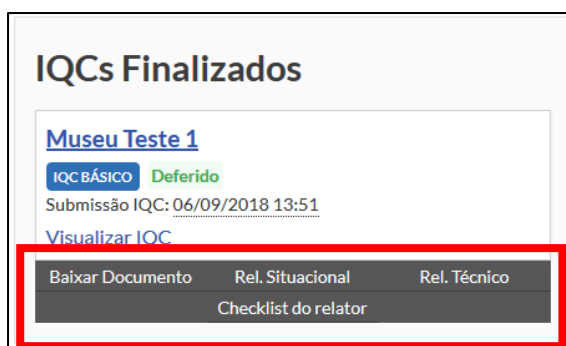 IQCs Finalizados
Museu Teste 1
IQC BÁSICO Deferido
Submissão IQC: 06/09/2018 13:51
Visualizar IQC
Baixar Documento Rel. Situacional Rel. Técnico
Checklist do relator